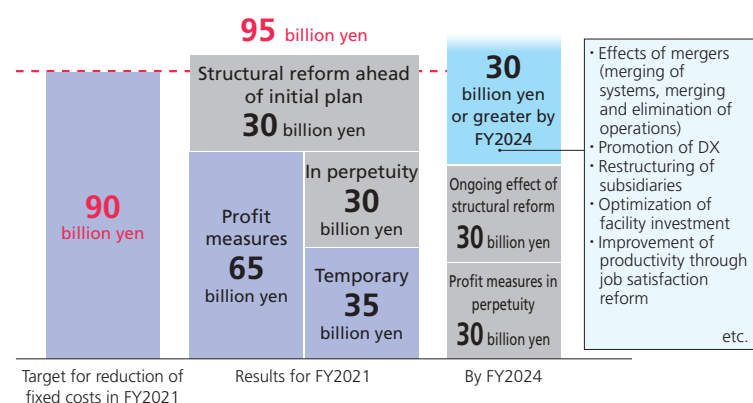 95 billion yen
Structural reform ahead
of initial plan
30 billion yen
90
billion yen
Profit
measures
65
billion yen
In perpetuity
30
billion yen
Temporary
35
billion yen
30
billion yen
or greater by
FY2024
Ongoing effect of
structural reform
30 billion yen
Profit measures in
perpetuity
30 billion yen
・Effects of mergers
(merging of
systems, merging
and elimination of
operations)
・Promotion of DX
・Restructuring of
subsidiaries
・Optimization of
facility investment
・Improvement of
productivity through
job satisfaction
reform
etc.
Target for reduction of
fixed costs in FY2021
Results for FY2021
By FY2024